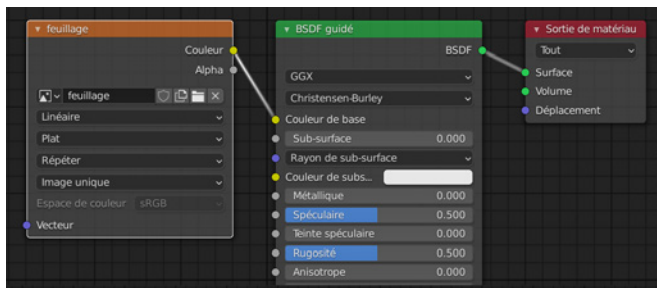 feuillage
Couleur
Alpha
feuillage
Linéaire
Plat
Répéter
Image unique
Espace de couleur sRGB
Vecteur
BSDF guidé
BSDF
GGX
Christensen-Burley
Couleur de base
Sub-surface 0.000
Rayon de sub-surface
Couleur de subs...
Métallique 0.000
Spéculaire 0.500
Teinte spéculaire 0.000
Rugosité 0.500
Anisotrope 0.000
Sortie de matériau
Tout
Surface
Volume
Déplacement